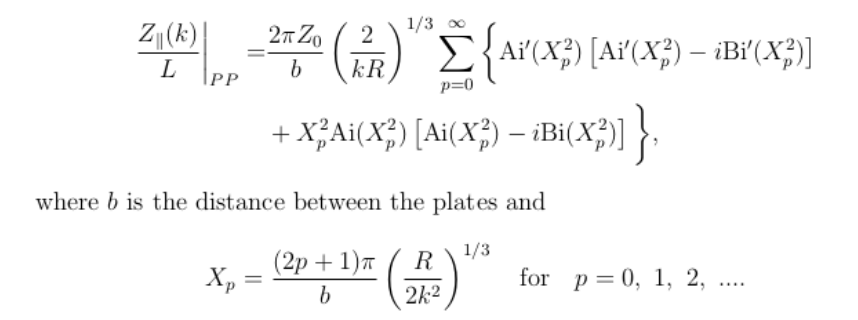 $\left.\frac{Z_{\parallel}(k)}{L}\right|_{PP} = \frac{2\pi Z_0}{b} \left(\frac{2}{kR}\right)^{1/3} \sum_{p=0}^{\infty} \Big\{ \mathrm{Ai}'(X_p^2) \left[\mathrm{Ai}'(X_p^2) - i\mathrm{Bi}'(X_p^2)\right]$
$+ X_p^2 \mathrm{Ai}(X_p^2) \left[\mathrm{Ai}(X_p^2) - i\mathrm{Bi}(X_p^2)\right] \Big\},$
where $b$ is the distance between the plates and
$X_p = \frac{(2p+1)\pi}{b} \left(\frac{R}{2k^2}\right)^{1/3} \quad \text{for} \quad p = 0,\ 1,\ 2,\ ....$